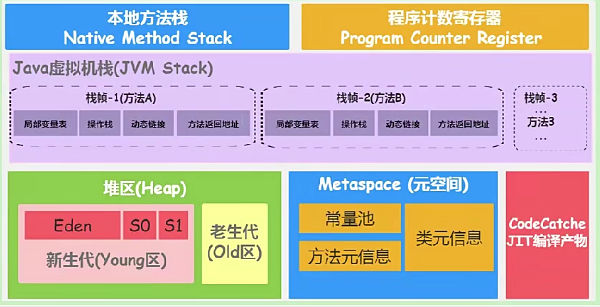 本地方法栈
Native Method Stack
程序计数寄存器
Program Counter Register
Java虚拟机栈(JVM Stack)
栈帧-1(方法A)
局部变量表
操作栈
动态链接
方法返回地址
栈帧-2(方法B)
局部变量表
操作栈
动态链接
方法返回地址
栈帧-3
...
方法3
...
堆区(Heap)
Eden
S0
S1
新生代(Young区)
老生代
(Old区)
Metaspace (元空间)
常量池
方法元信息
类元信息
CodeCatche
JIT编译产物